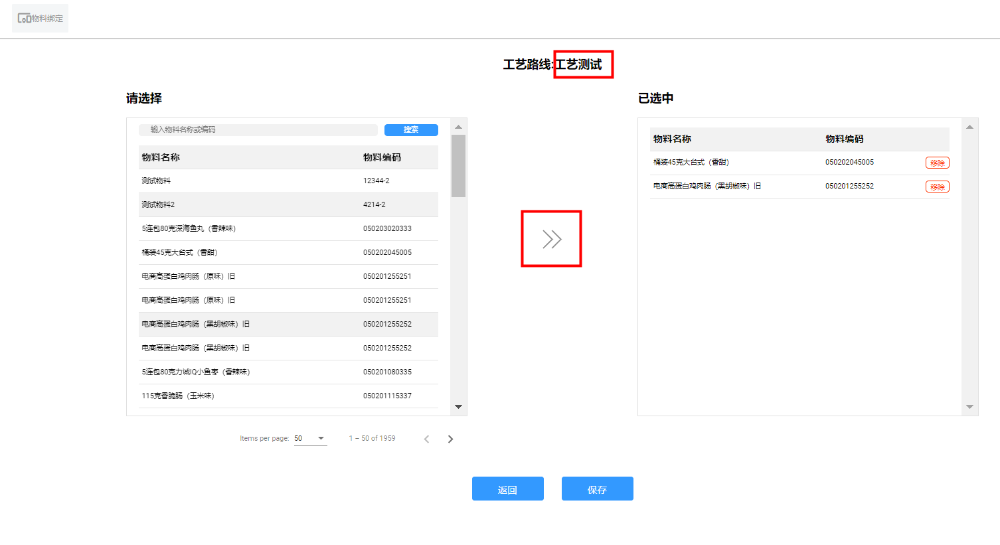 物料绑定
工艺路线:工艺测试
请选择
已选中
输入物料名称或编码 搜索
物料名称 物料编码
测试物料 12344-2
测试物料2 4214-2
5连包80克深海鱼丸（香辣味） 050203020333
桶装45克大台式（香甜） 050202045005
电商高蛋白鸡肉肠（原味）旧 050201255251
电商高蛋白鸡肉肠（原味）旧 050201255251
电商高蛋白鸡肉肠（黑胡椒味）旧 050201255252
电商高蛋白鸡肉肠（黑胡椒味）旧 050201255252
5连包80克力诚IQ小鱼枣（香辣味） 050201080335
115克香脆肠（玉米味） 050201115337
Items per page: 50 1 – 50 of 1959
物料名称 物料编码
桶装45克大台式（香甜） 050202045005 移除
电商高蛋白鸡肉肠（黑胡椒味）旧 050201255252 移除
返回 保存